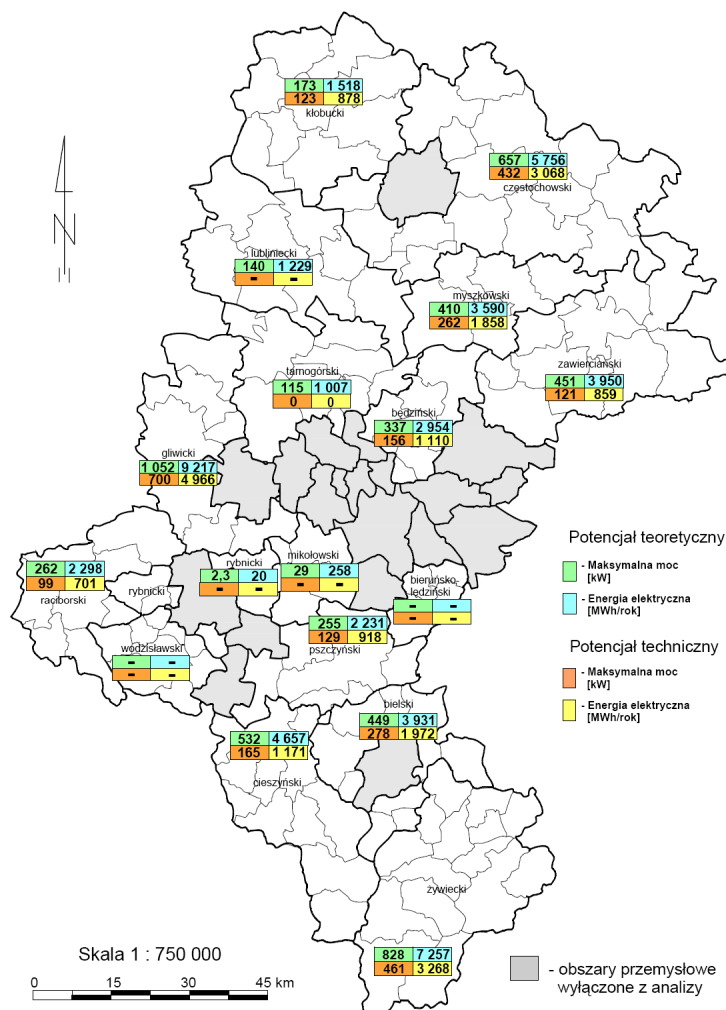 173 1 518
123 878
kłobucki
657 5 756
432 3 068
częstochowski
lubliniecki
140 1 229
- -
myszkowski
410 3 590
262 1 858
zawierciański
451 3 950
121 859
tarnogórski
115 1 007
0 0
będziński
337 2 954
156 1 110
gliwicki
1 052 9 217
700 4 966
Potencjał teoretyczny
- Maksymalna moc
[kW]
- Energia elektryczna
[MWh/rok]
Potencjał techniczny
- Maksymalna moc
[kW]
- Energia elektryczna
[MWh/rok]
262 2 298
99 701
raciborski
rybnicki
rybnicki
2,3 20
- -
mikołowski
29 258
- -
bieruńsko-
lędziński
- -
- -
255 2 231
129 918
pszczyński
wodzisławski
- -
- -
bielski
449 3 931
278 1 972
532 4 657
165 1 171
cieszyński
żywiecki
828 7 257
461 3 268
Skala 1 : 750 000
0 15 30 45 km
- obszary przemysłowe
wyłączone z analizy
N